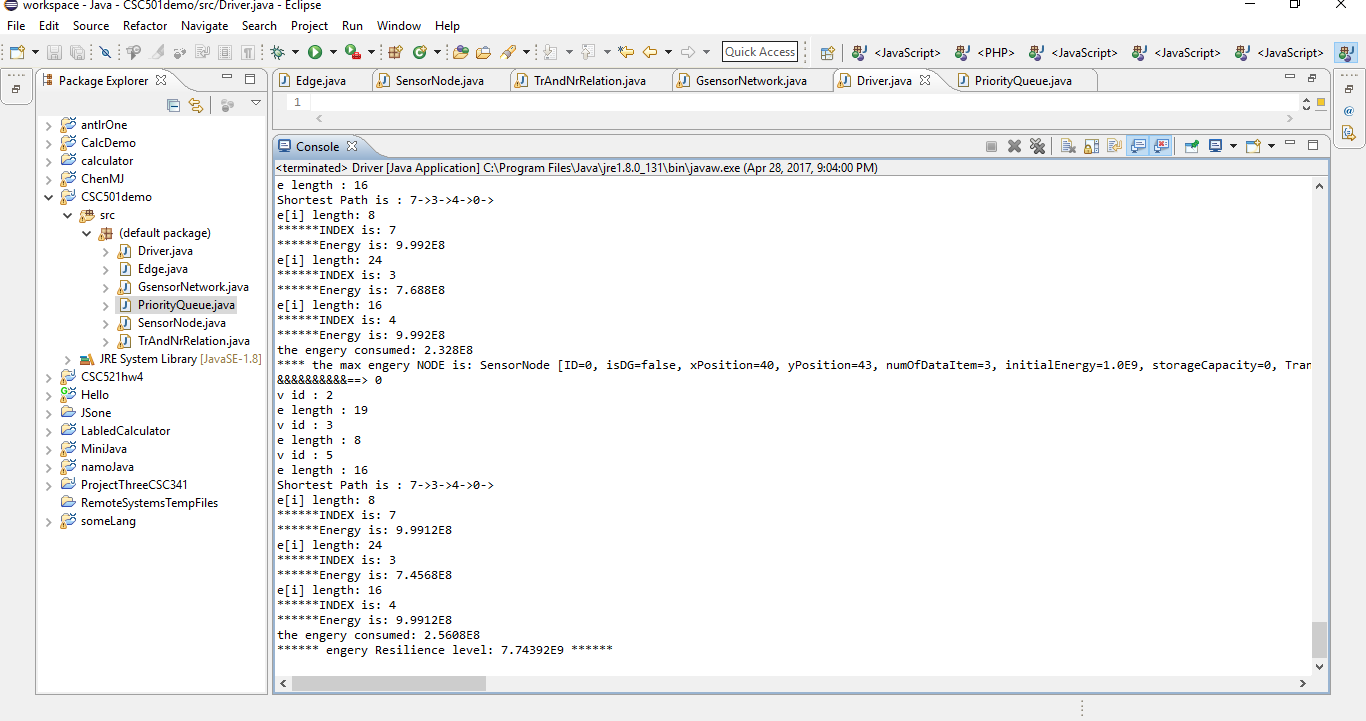 workspace - Java - CSC501demo/src/Driver.java - Eclipse
File Edit Source Refactor Navigate Search Project Run Window Help
Quick Access <JavaScript> <PHP> <JavaScript> <JavaScript> <JavaScript>
Package Explorer
Edge.java SensorNode.java TrAndNrRelation.java GsensorNetwork.java Driver.java PriorityQueue.java
1
antlrOne
CalcDemo
calculator
ChenMJ
CSC501demo
src
(default package)
Driver.java
Edge.java
GsensorNetwork.java
PriorityQueue.java
SensorNode.java
TrAndNrRelation.java
JRE System Library [JavaSE-1.8]
CSC521hw4
Hello
JSone
LabledCalculator
MiniJava
namoJava
ProjectThreeCSC341
RemoteSystemsTempFiles
someLang
Console
<terminated> Driver [Java Application] C:\Program Files\Java\jre1.8.0_131\bin\javaw.exe (Apr 28, 2017, 9:04:00 PM)
e length : 16
Shortest Path is : 7->3->4->0->
e[i] length: 8
******INDEX is: 7
******Energy is: 9.992E8
e[i] length: 24
******INDEX is: 3
******Energy is: 7.688E8
e[i] length: 16
******INDEX is: 4
******Energy is: 9.992E8
the engery consumed: 2.328E8
**** the max engery NODE is: SensorNode [ID=0, isDG=false, xPosition=40, yPosition=43, numOfDataItem=3, initialEnergy=1.0E9, storageCapacity=0, Tran
&&&&&&&&&&==> 0
v id : 2
e length : 19
v id : 3
e length : 8
v id : 5
e length : 16
Shortest Path is : 7->3->4->0->
e[i] length: 8
******INDEX is: 7
******Energy is: 9.9912E8
e[i] length: 24
******INDEX is: 3
******Energy is: 7.4568E8
e[i] length: 16
******INDEX is: 4
******Energy is: 9.9912E8
the engery consumed: 2.5608E8
****** engery Resilience level: 7.74392E9 ******